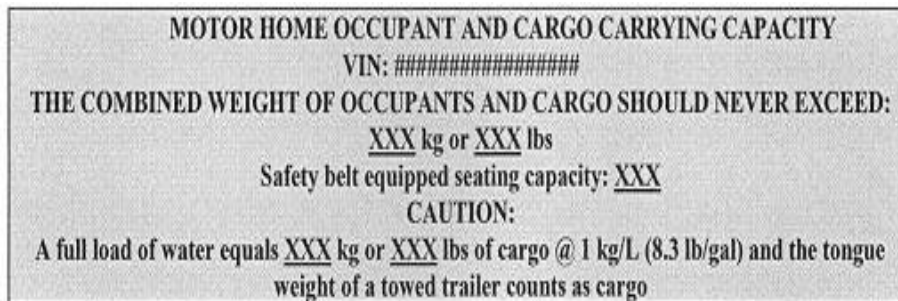 MOTOR HOME OCCUPANT AND CARGO CARRYING CAPACITY
VIN: #################
THE COMBINED WEIGHT OF OCCUPANTS AND CARGO SHOULD NEVER EXCEED:
XXX kg or XXX lbs
Safety belt equipped seating capacity: XXX
CAUTION:
A full load of water equals XXX kg or XXX lbs of cargo @ 1 kg/L (8.3 lb/gal) and the tongue
weight of a towed trailer counts as cargo